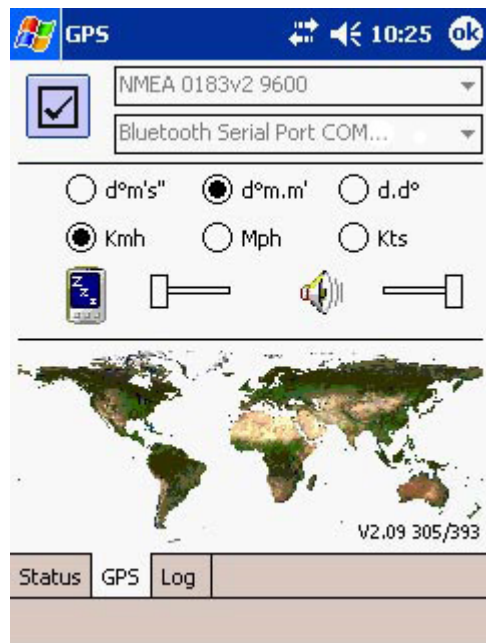 GPS 10:25 ok
NMEA 0183v2 9600
Bluetooth Serial Port COM...
d°m's" d°m.m' d.d°
Kmh Mph Kts
z z z
V2.09 305/393
Status GPS Log